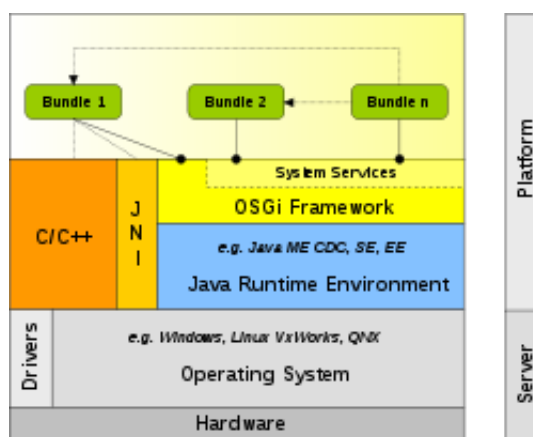 Bundle 1
Bundle 2
Bundle n
System Services
OSGi Framework
C/C++
J
N
I
e.g. Java ME CDC, SE, EE
Java Runtime Environment
Drivers
e.g. Windows, Linux VxWorks, QNX
Operating System
Hardware
Platform
Server